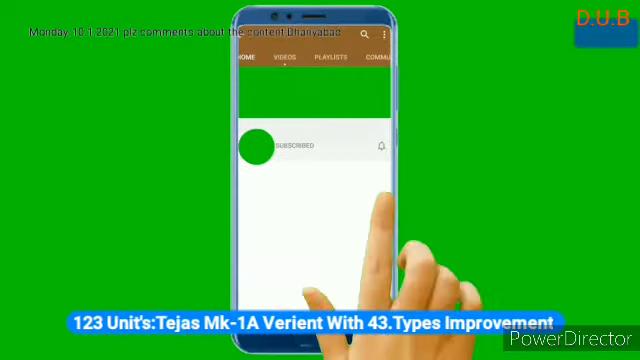 D.U.B
Monday 10 1 2021 plz comments about the content Dhanyabad
HOME VIDEOS PLAYLISTS COMMU
SUBSCRIBED
123 Unit's:Tejas Mk-1A Verient With 43.Types Improvement
PowerDirector